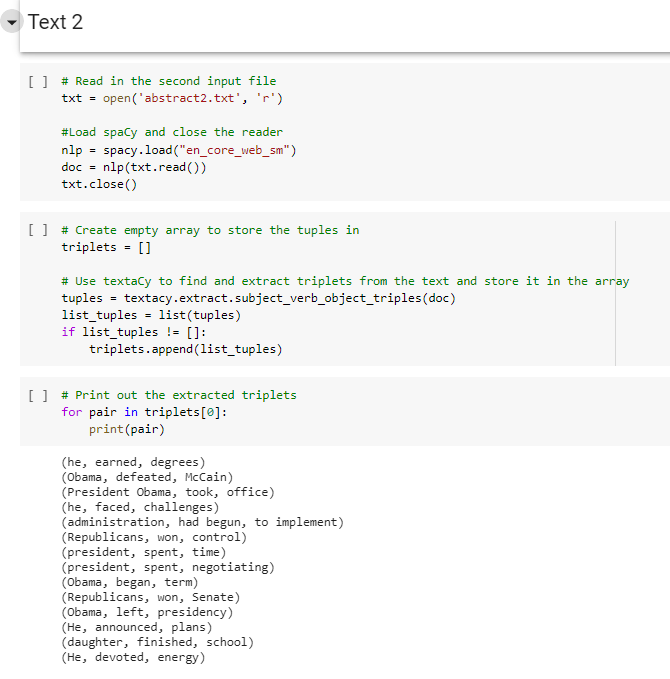 Text 2
[ ] # Read in the second input file
txt = open('abstract2.txt', 'r')
#Load spaCy and close the reader
nlp = spacy.load("en_core_web_sm")
doc = nlp(txt.read())
txt.close()
[ ] # Create empty array to store the tuples in
triplets = []
# Use textaCy to find and extract triplets from the text and store it in the array
tuples = textacy.extract.subject_verb_object_triples(doc)
list_tuples = list(tuples)
if list_tuples != []:
triplets.append(list_tuples)
[ ] # Print out the extracted triplets
for pair in triplets[0]:
print(pair)
(he, earned, degrees)
(Obama, defeated, McCain)
(President Obama, took, office)
(he, faced, challenges)
(administration, had begun, to implement)
(Republicans, won, control)
(president, spent, time)
(president, spent, negotiating)
(Obama, began, term)
(Republicans, won, Senate)
(Obama, left, presidency)
(He, announced, plans)
(daughter, finished, school)
(He, devoted, energy)